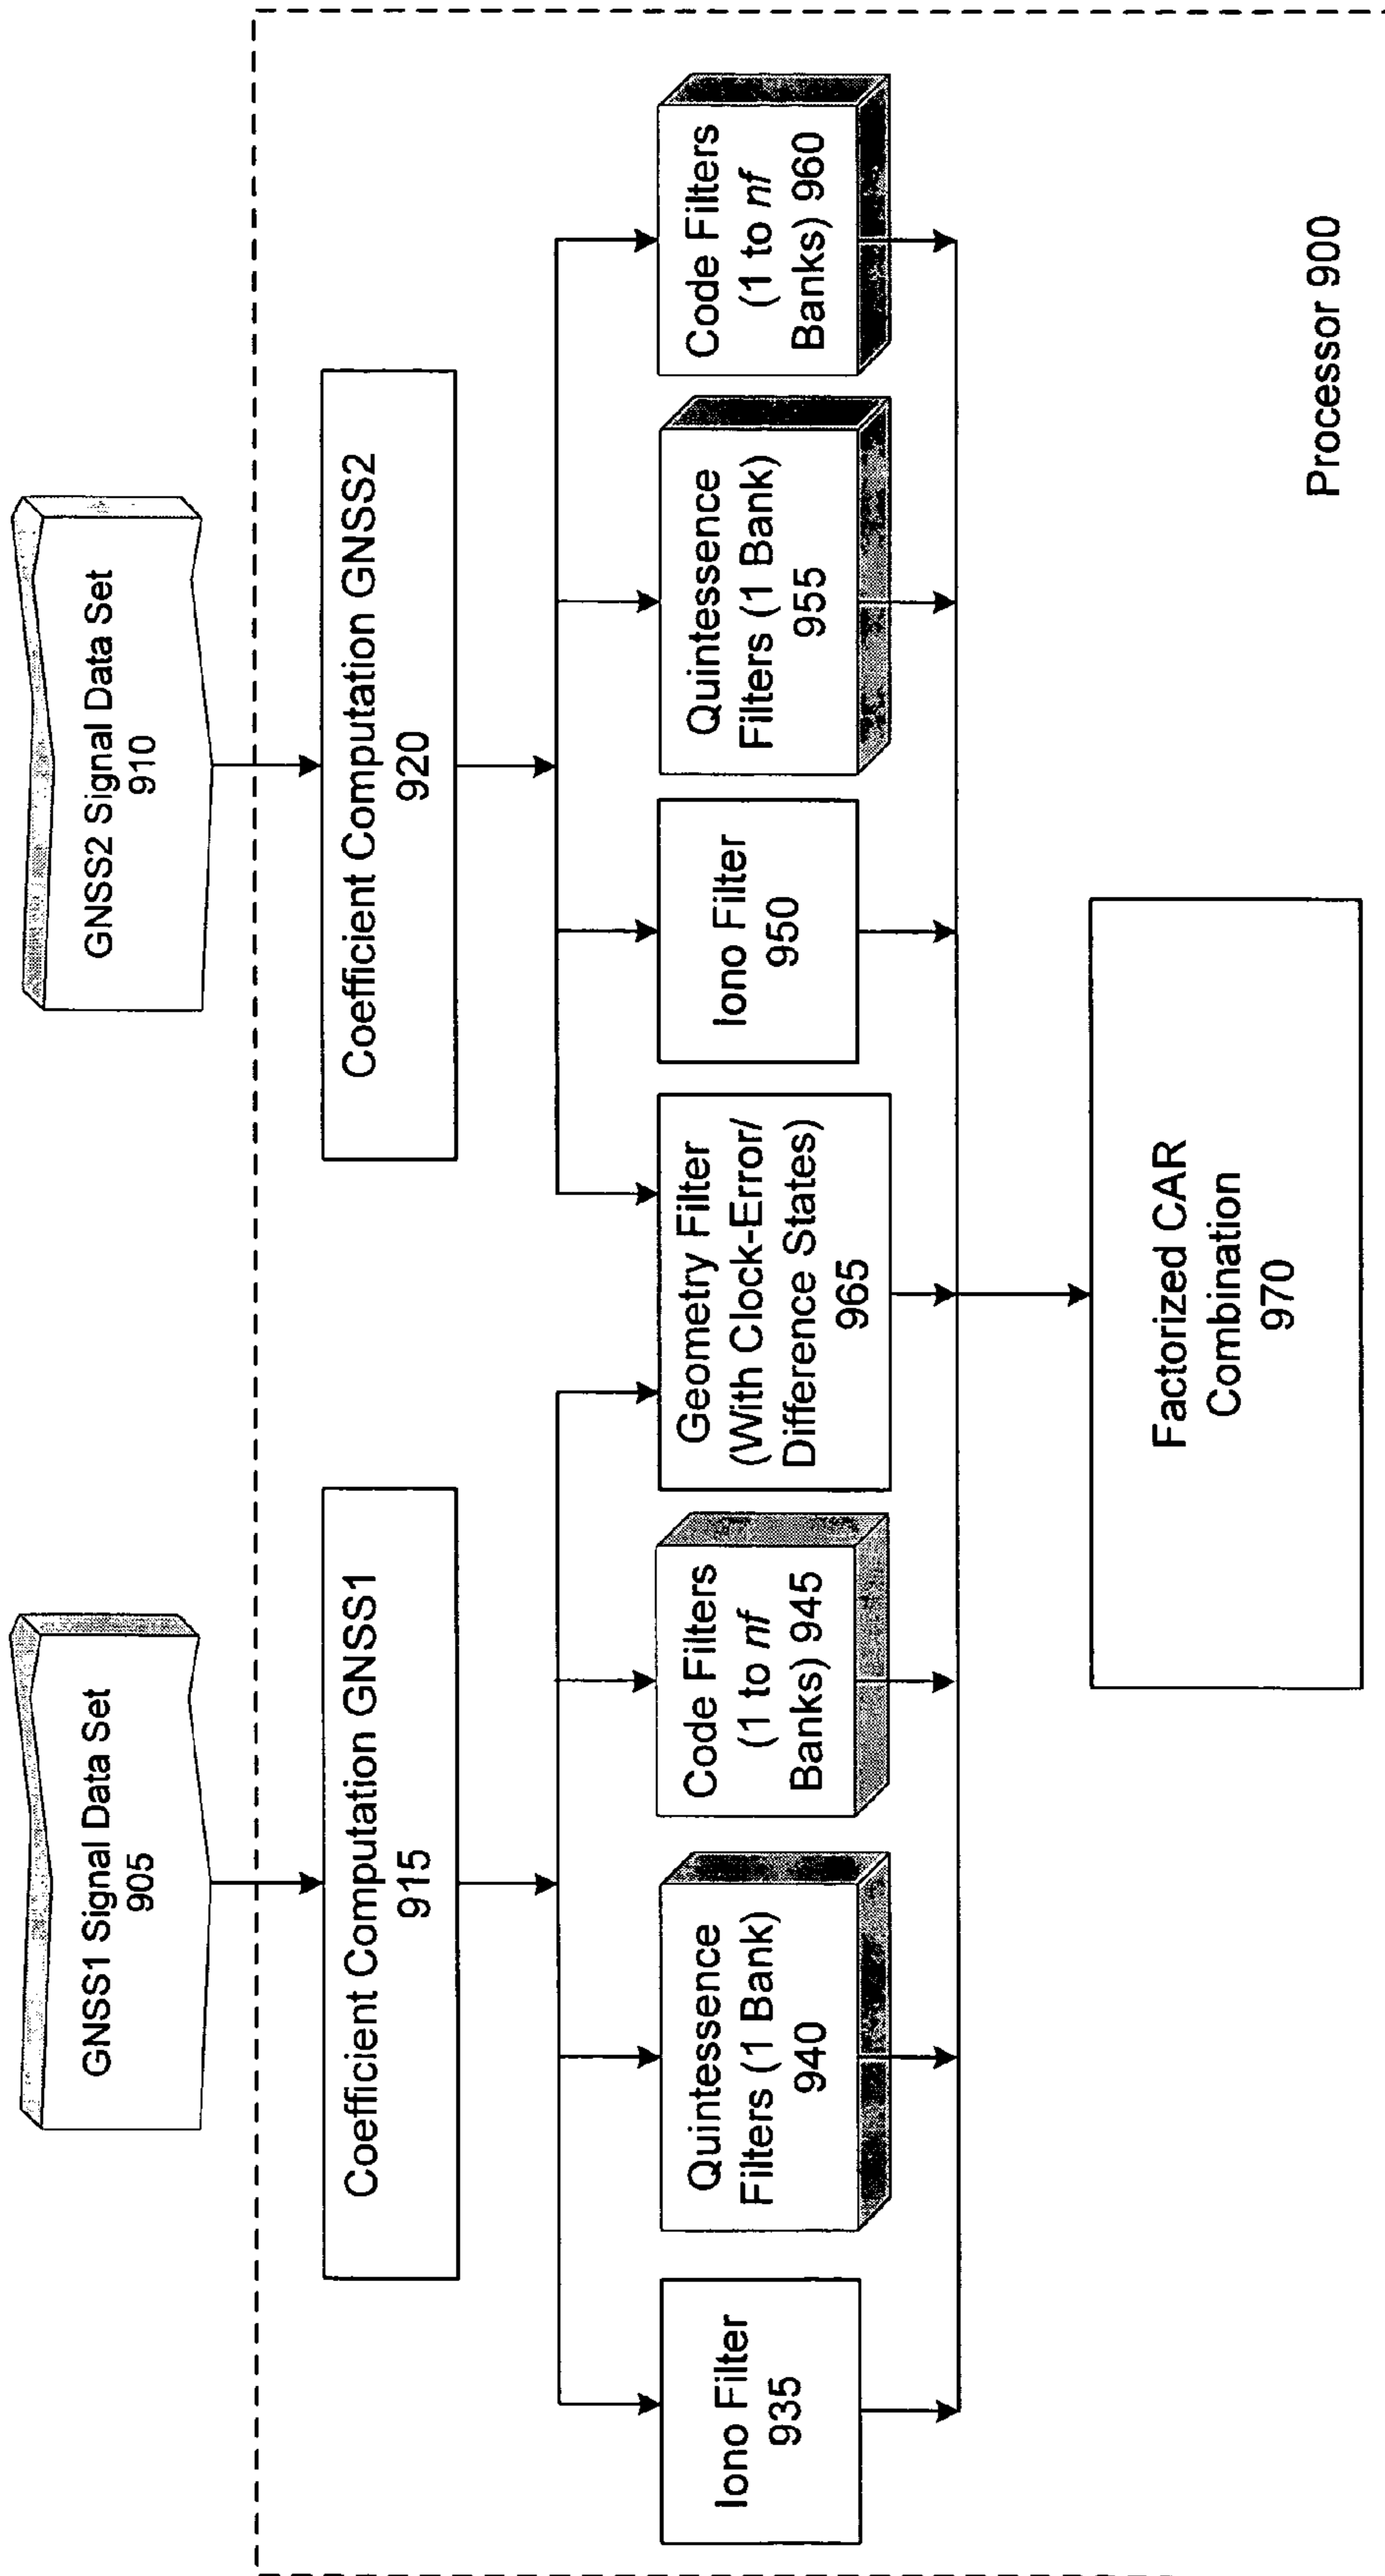 GNSS1 Signal Data Set
905
GNSS2 Signal Data Set
910
Coefficient Computation GNSS1
915
Coefficient Computation GNSS2
920
Iono Filter
935
Quintessence
Filters (1 Bank)
940
Code Filters
(1 to nf
Banks) 945
Geometry Filter
(With Clock-Error/
Difference States)
965
Iono Filter
950
Quintessence
Filters (1 Bank)
955
Code Filters
(1 to nf
Banks) 960
Factorized CAR
Combination
970
Processor 900